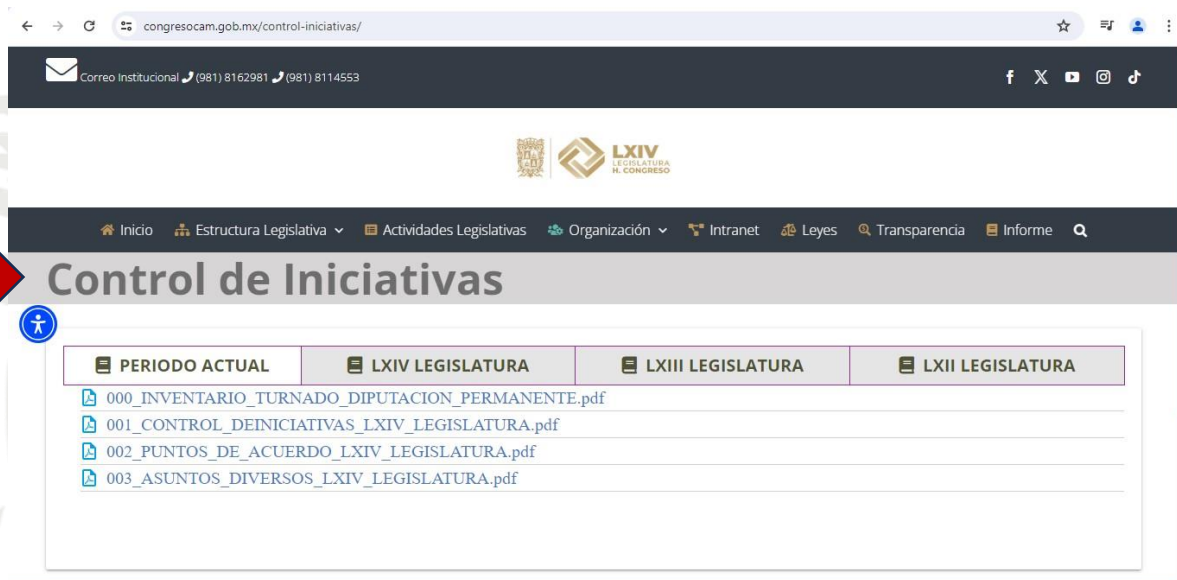 congresocam.gob.mx/control-iniciativas/
Correo Institucional (981) 8162981 (981) 8114553
LXIV
LEGISLATURA
H. CONGRESO
Inicio Estructura Legislativa Actividades Legislativas Organización Intranet Leyes Transparencia Informe
Control de Iniciativas
PERIODO ACTUAL LXIV LEGISLATURA LXIII LEGISLATURA LXII LEGISLATURA
000_INVENTARIO_TURNADO_DIPUTACION_PERMANENTE.pdf
001_CONTROL_DEINICIATIVAS_LXIV_LEGISLATURA.pdf
002_PUNTOS_DE_ACUERDO_LXIV_LEGISLATURA.pdf
003_ASUNTOS_DIVERSOS_LXIV_LEGISLATURA.pdf